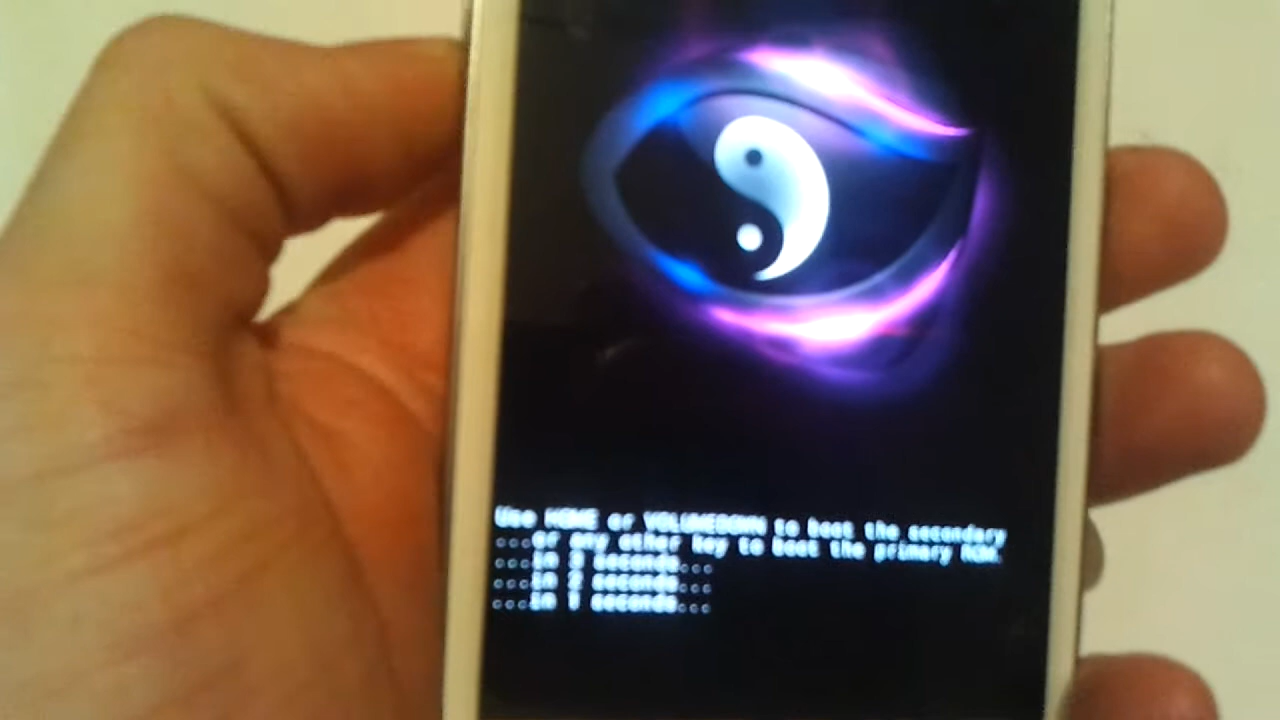 Use HOME or VOLUMEDOWN to boot the secondary
...or any other key to boot the primary ROM.
...in 3 seconds...
...in 2 seconds...
...in 1 seconds...